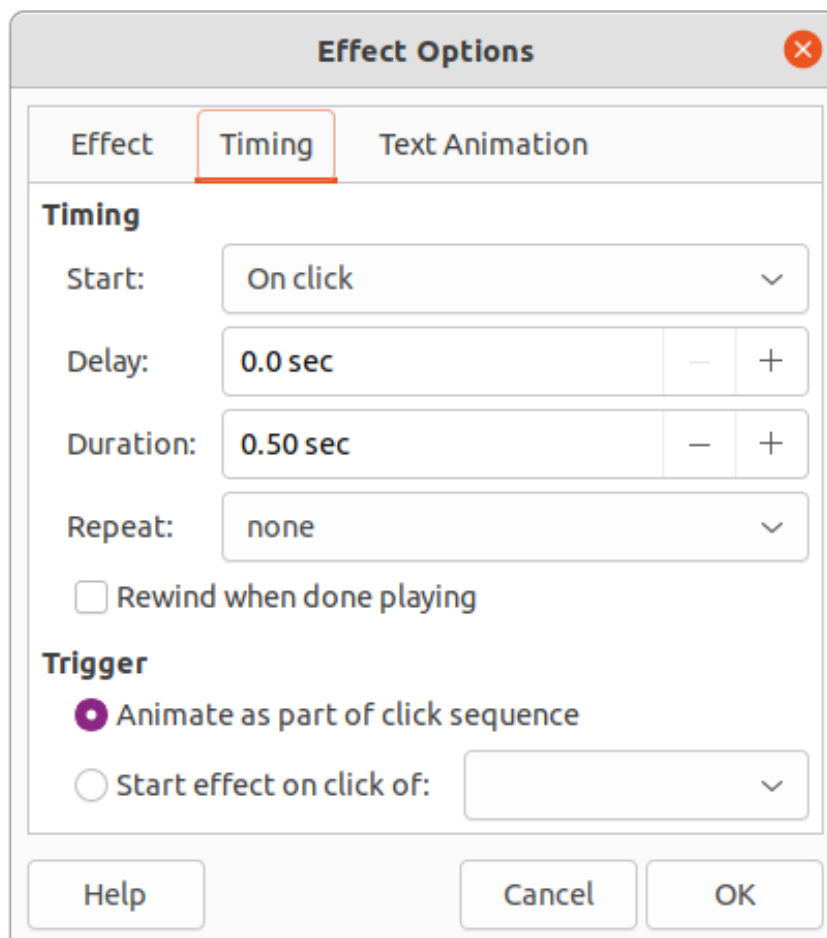 Effect Options
Effect Timing Text Animation
Timing
Start: On click
Delay: 0.0 sec
Duration: 0.50 sec
Repeat: none
Rewind when done playing
Trigger
Animate as part of click sequence
Start effect on click of:
Help Cancel OK